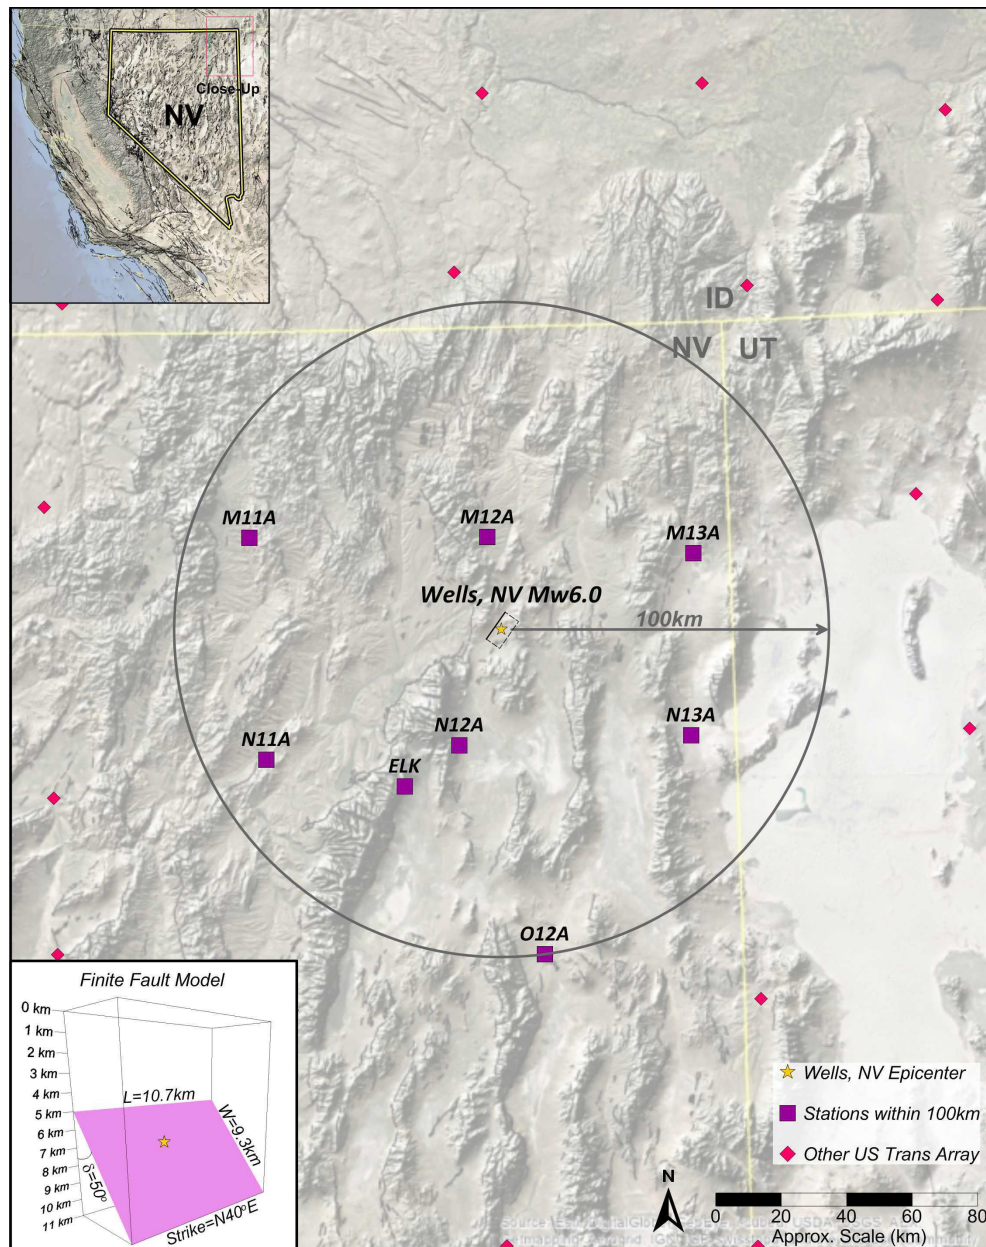 Close-Up
NV
ID
NV
UT
M11A
M12A
M13A
Wells, NV Mw6.0
100km
N11A
N12A
N13A
ELK
O12A
Finite Fault Model
0 km
1 km
2 km
3 km
4 km
5 km
6 km
7 km
8 km
9 km
10 km
11 km
L=10.7km
W=9.3km
δ=50°
Strike=N40°E
Wells, NV Epicenter
Stations within 100km
Other US Trans Array
N
0 20 40 60 80
Approx. Scale (km)